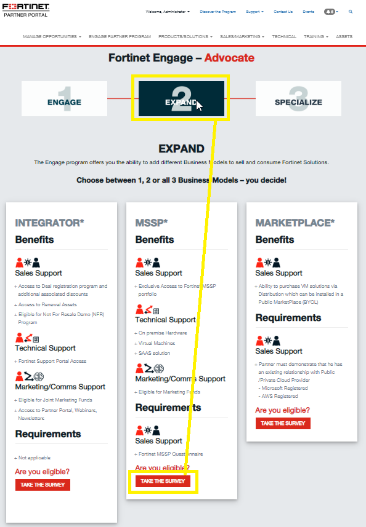 FORTINET
PARTNER PORTAL
Welcome, Administrator
Discover the Program
Support
Contact Us
Events
MANAGE OPPORTUNITIES
ENGAGE PARTNER PROGRAM
PRODUCTS/SOLUTIONS
SALES/MARKETING
TECHNICAL
TRAINING
ASSETS
Fortinet Engage – Advocate
1
ENGAGE
2
EXPAND
3
SPECIALIZE
EXPAND
The Engage program offers you the ability to add different Business Models to sell and consume Fortinet Solutions.
Choose between 1, 2 or all 3 Business Models – you decide!
INTEGRATOR*
Benefits
Sales Support
- Access to Deal registration program and
additional associated discounts
- Access to Renewal Assets
- Eligible for Not For Resale Demo (NFR)
Program
Technical Support
- Fortinet Support Portal Access
Marketing/Comms Support
- Eligible for Joint Marketing Funds
- Access to Partner Portal, Webinars,
Newsletters
Requirements
- Not applicable
Are you eligible?
TAKE THE SURVEY
MSSP*
Benefits
Sales Support
- Exclusive Access to Fortinet MSSP
portfolio
Technical Support
- On premise Hardware
- Virtual Machines
- SAAS solution
Marketing/Comms Support
- Eligible for Marketing Funds
Requirements
Sales Support
- Fortinet MSSP Questionnaire
Are you eligible?
TAKE THE SURVEY
MARKETPLACE*
Benefits
Sales Support
- Ability to purchase VM solutions via
Distribution which can be installed in a
Public MarketPlace (BYOL)
Requirements
Sales Support
- Partner must demonstrate that he has
an existing relationship with Public
/Private Cloud Provider
- Microsoft Registered
- AWS Registered
Are you eligible?
TAKE THE SURVEY